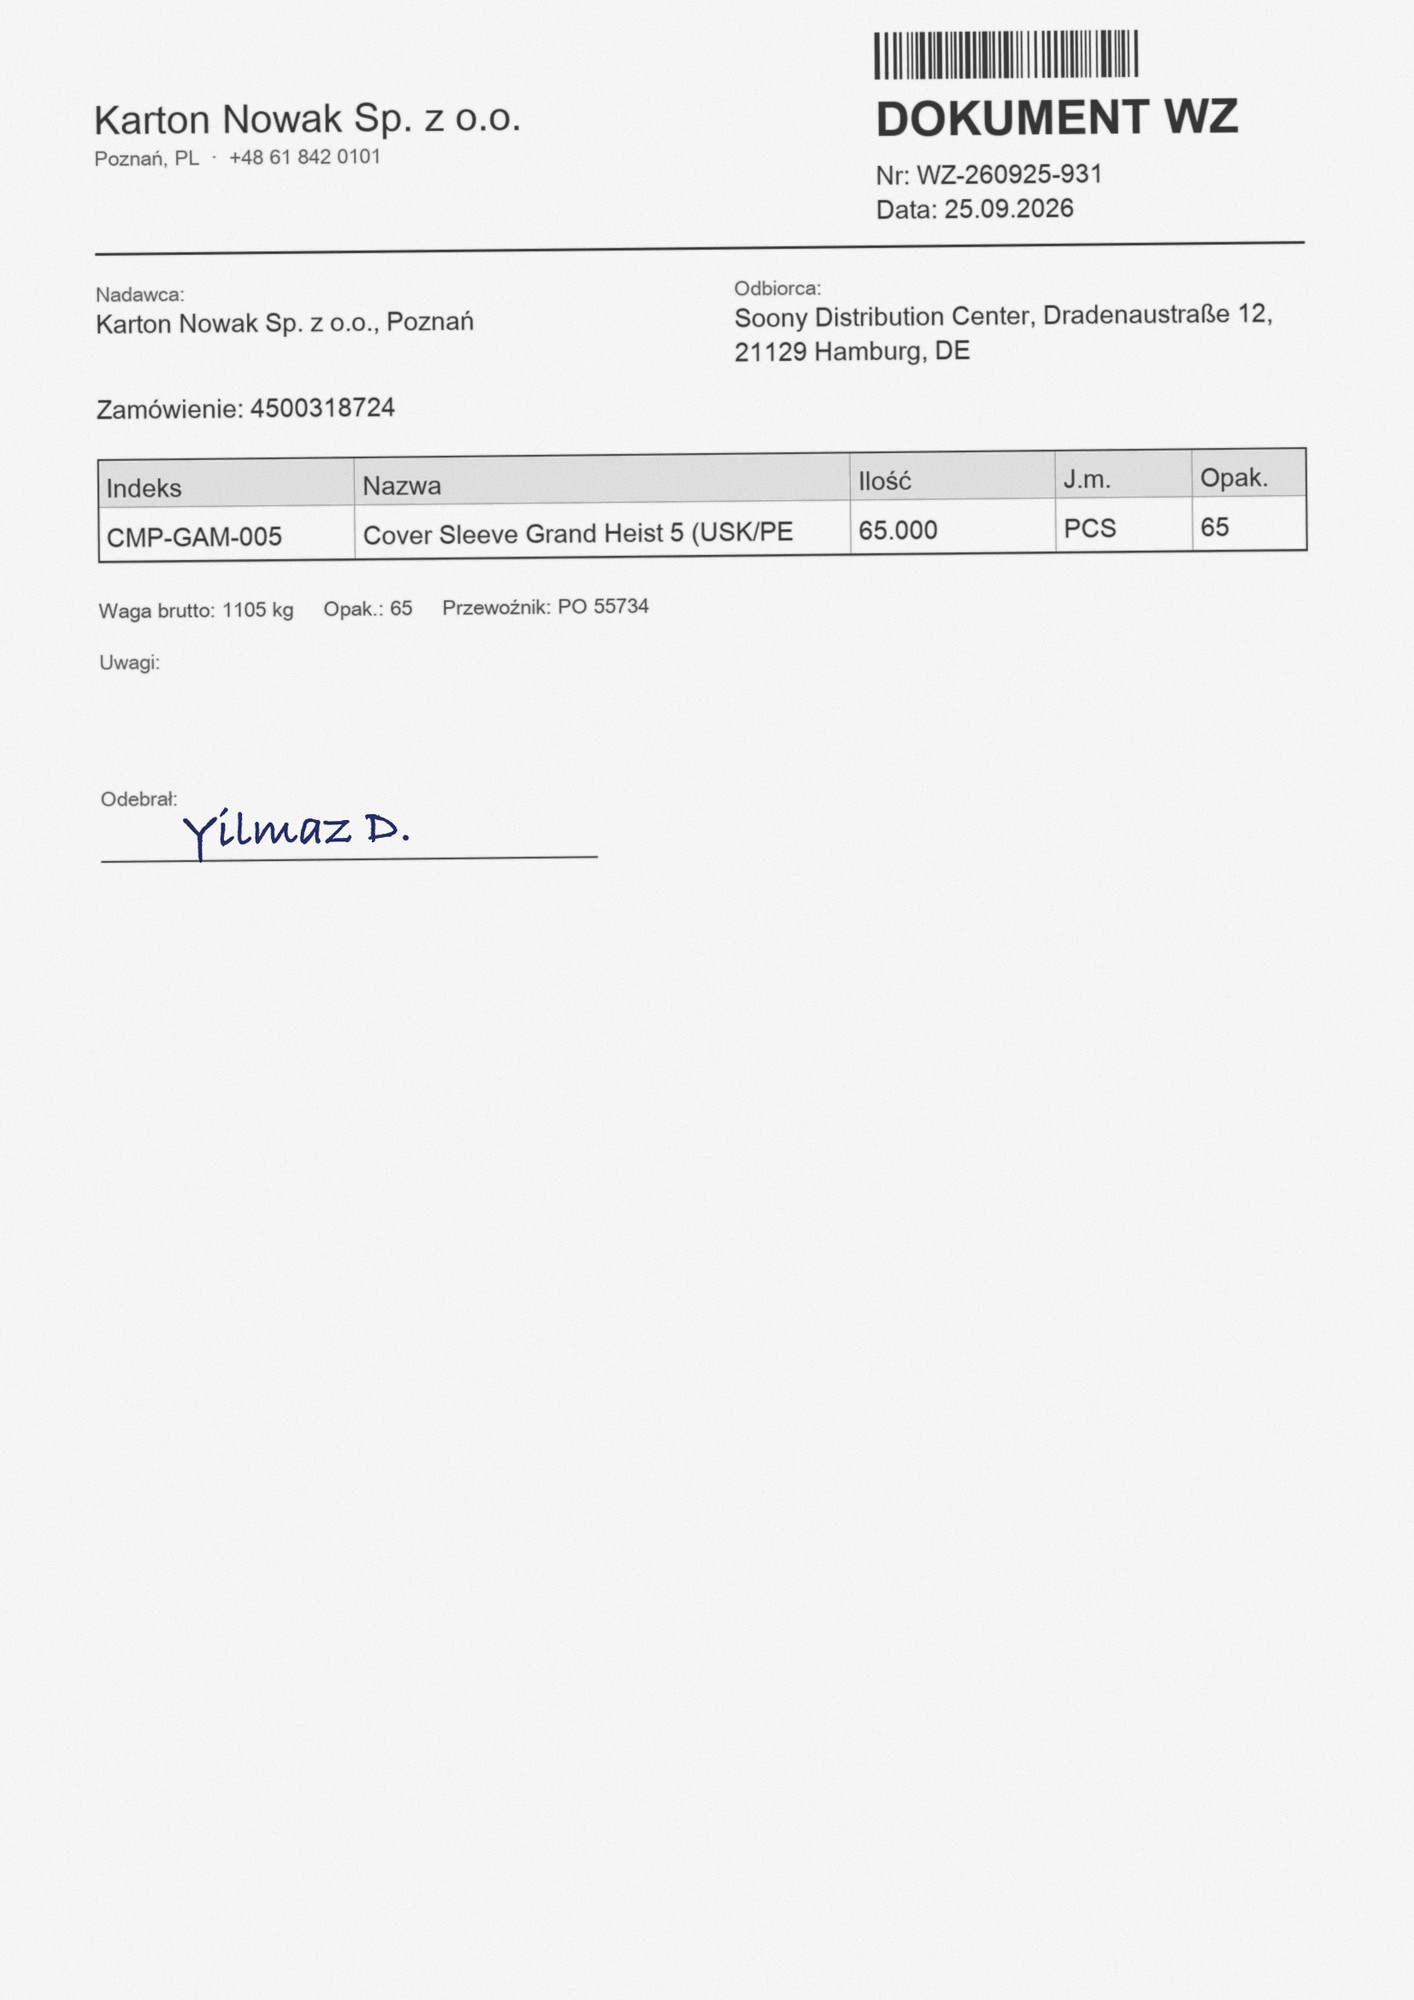 Karton Nowak Sp. z o.o.
Poznań, PL · +48 61 842 0101
DOKUMENT WZ
Nr: WZ-260925-931
Data: 25.09.2026
Nadawca:
Karton Nowak Sp. z o.o., Poznań
Odbiorca:
Soony Distribution Center, Dradenaustraße 12,
21129 Hamburg, DE
Zamówienie: 4500318724
Indeks Nazwa Ilość J.m. Opak.
CMP-GAM-005 Cover Sleeve Grand Heist 5 (USK/PE 65.000 PCS 65
Waga brutto: 1105 kg Opak.: 65 Przewoźnik: PO 55734
Uwagi:
Odebrał:
Yilmaz D.